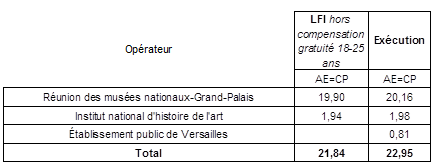 Opérateur
LFI hors
compensation
gratuité 18-25
ans
Exécution
AE=CP AE=CP
Réunion des musées nationaux-Grand-Palais 19,90 20,16
Institut national d'histoire de l'art 1,94 1,98
Établissement public de Versailles 0,81
Total 21,84 22,95